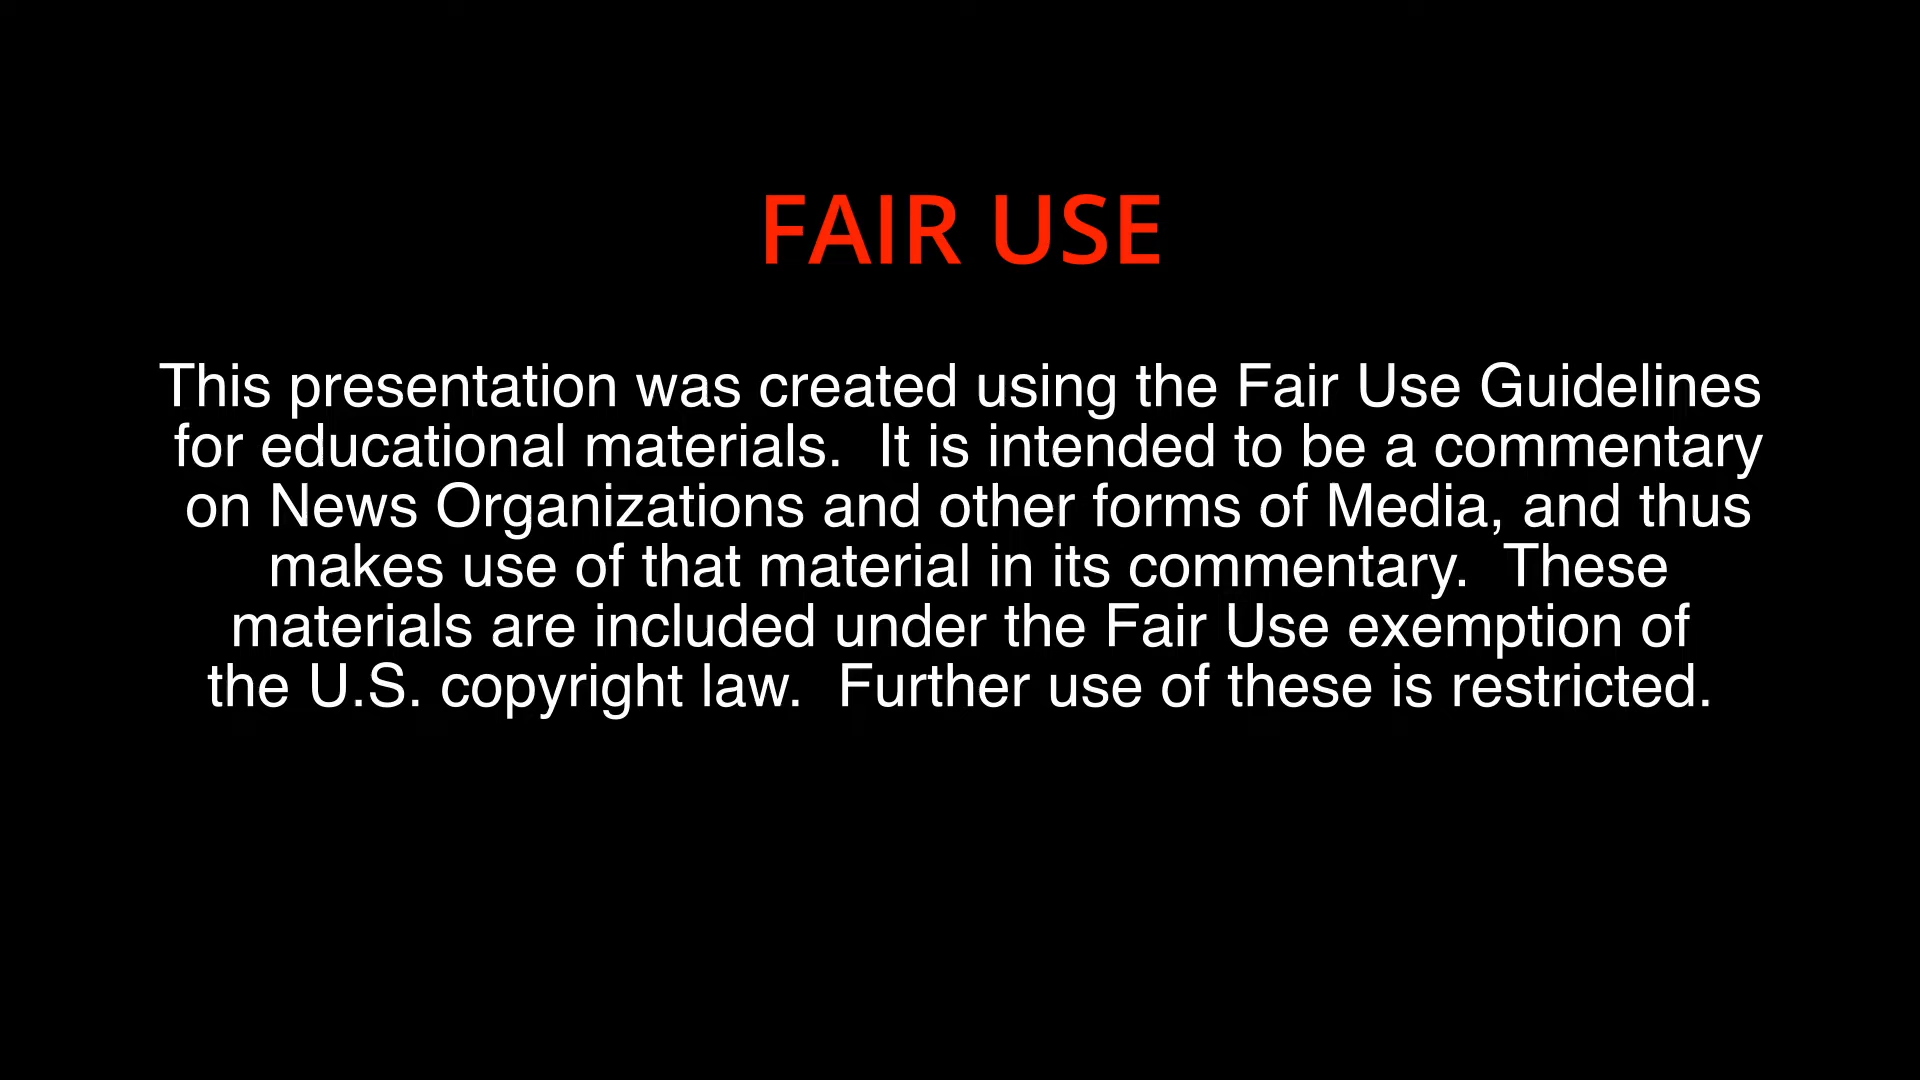 FAIR USE
This presentation was created using the Fair Use Guidelines
for educational materials.  It is intended to be a commentary
on News Organizations and other forms of Media, and thus
makes use of that material in its commentary.  These
materials are included under the Fair Use exemption of
the U.S. copyright law.  Further use of these is restricted.